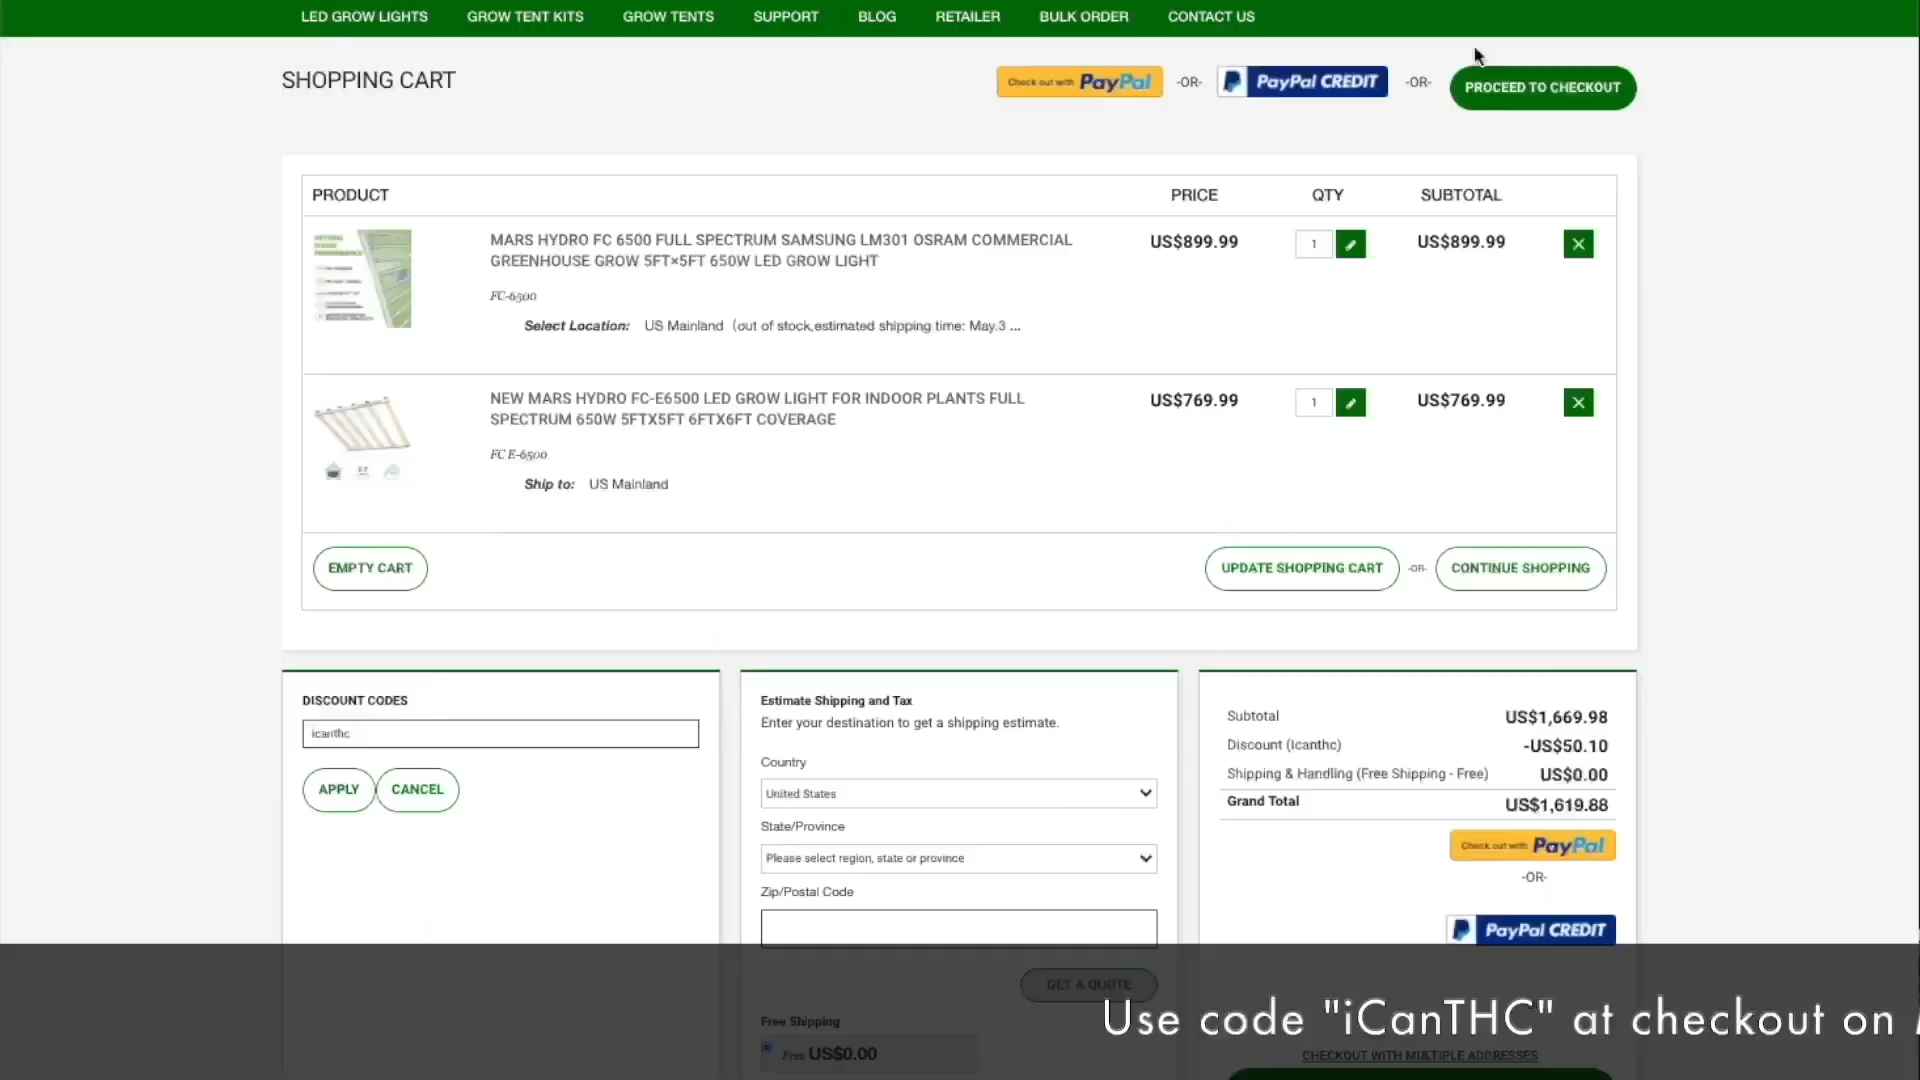 LED GROW LIGHTS GROW TENT KITS GROW TENTS SUPPORT BLOG RETAILER BULK ORDER CONTACT US
SHOPPING CART
Check out with PayPal -OR- PayPal CREDIT -OR- PROCEED TO CHECKOUT
PRODUCT PRICE QTY SUBTOTAL
MARS HYDRO FC 6500 FULL SPECTRUM SAMSUNG LM301 OSRAM COMMERCIAL
GREENHOUSE GROW 5FT×5FT 650W LED GROW LIGHT
US$899.99 1 US$899.99
FC-6500
Select Location: US Mainland (out of stock,estimated shipping time: May.3 ...
NEW MARS HYDRO FC-E6500 LED GROW LIGHT FOR INDOOR PLANTS FULL
SPECTRUM 650W 5FTX5FT 6FTX6FT COVERAGE
US$769.99 1 US$769.99
FC E-6500
Ship to: US Mainland
EMPTY CART UPDATE SHOPPING CART -OR- CONTINUE SHOPPING
DISCOUNT CODES
icanthc
APPLY CANCEL
Estimate Shipping and Tax
Enter your destination to get a shipping estimate.
Country
United States
State/Province
Please select region, state or province
Zip/Postal Code
GET A QUOTE
Free Shipping
Free US$0.00
Subtotal US$1,669.98
Discount (Icanthc) -US$50.10
Shipping & Handling (Free Shipping - Free) US$0.00
Grand Total US$1,619.88
Check out with PayPal
-OR-
PayPal CREDIT
Use code "iCanTHC" at checkout on
CHECKOUT WITH MULTIPLE ADDRESSES